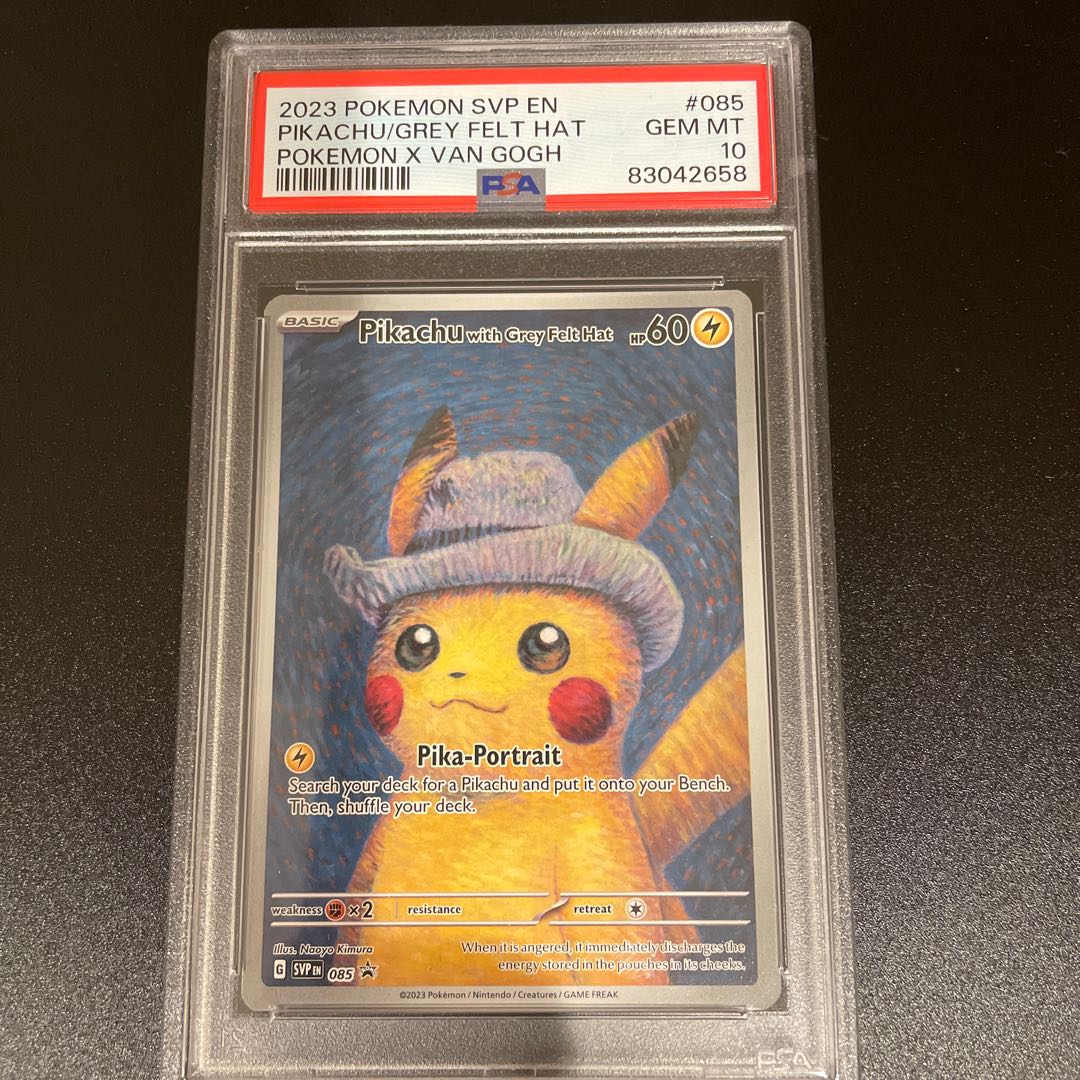 2023 POKEMON SVP EN #085
PIKACHU/GREY FELT HAT GEM MT
POKEMON X VAN GOGH 10
PSA 83042658
BASIC Pikachu with Grey Felt Hat HP 60
Pika-Portrait
Search your deck for a Pikachu and put it onto your Bench.
Then, shuffle your deck.
weakness ×2 resistance retreat
Illus. Naoyo Kimura
When it is angered, it immediately discharges the
energy stored in the pouches in its cheeks.
G SVP EN 085
©2023 Pokémon / Nintendo / Creatures / GAME FREAK
PSA